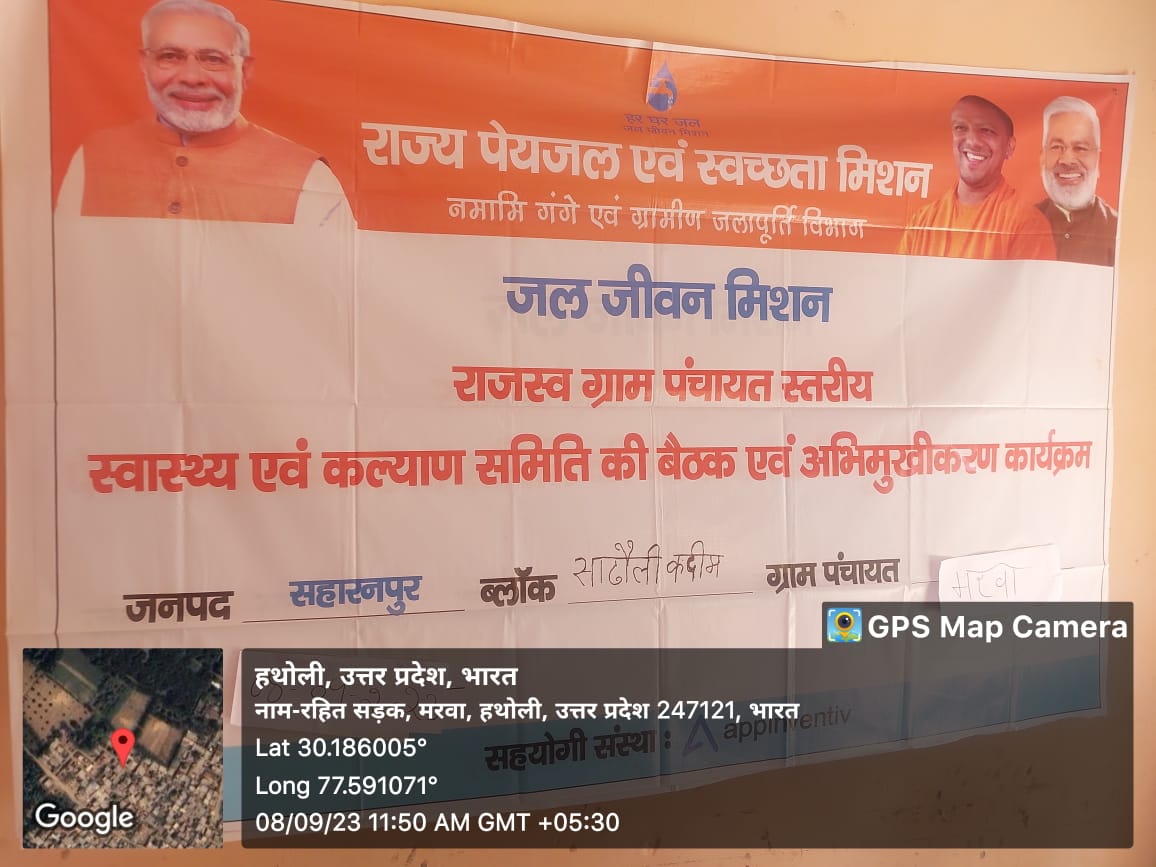 हर घर जल
जल जीवन मिशन
राज्य पेयजल एवं स्वच्छता मिशन
नमामि गंगे एवं ग्रामीण जलापूर्ति विभाग
जल जीवन मिशन
राजस्व ग्राम पंचायत स्तरीय
स्वास्थ्य एवं कल्याण समिति की बैठक एवं अभिमुखीकरण कार्यक्रम
जनपद सहारनपुर ब्लॉक साढौली कदीम ग्राम पंचायत मरवा
GPS Map Camera
हथोली, उत्तर प्रदेश, भारत
नाम-रहित सड़क, मरवा, हथोली, उत्तर प्रदेश 247121, भारत
सहयोगी संस्था : appinventiv
Lat 30.186005°
Long 77.591071°
08/09/23 11:50 AM GMT +05:30
Google